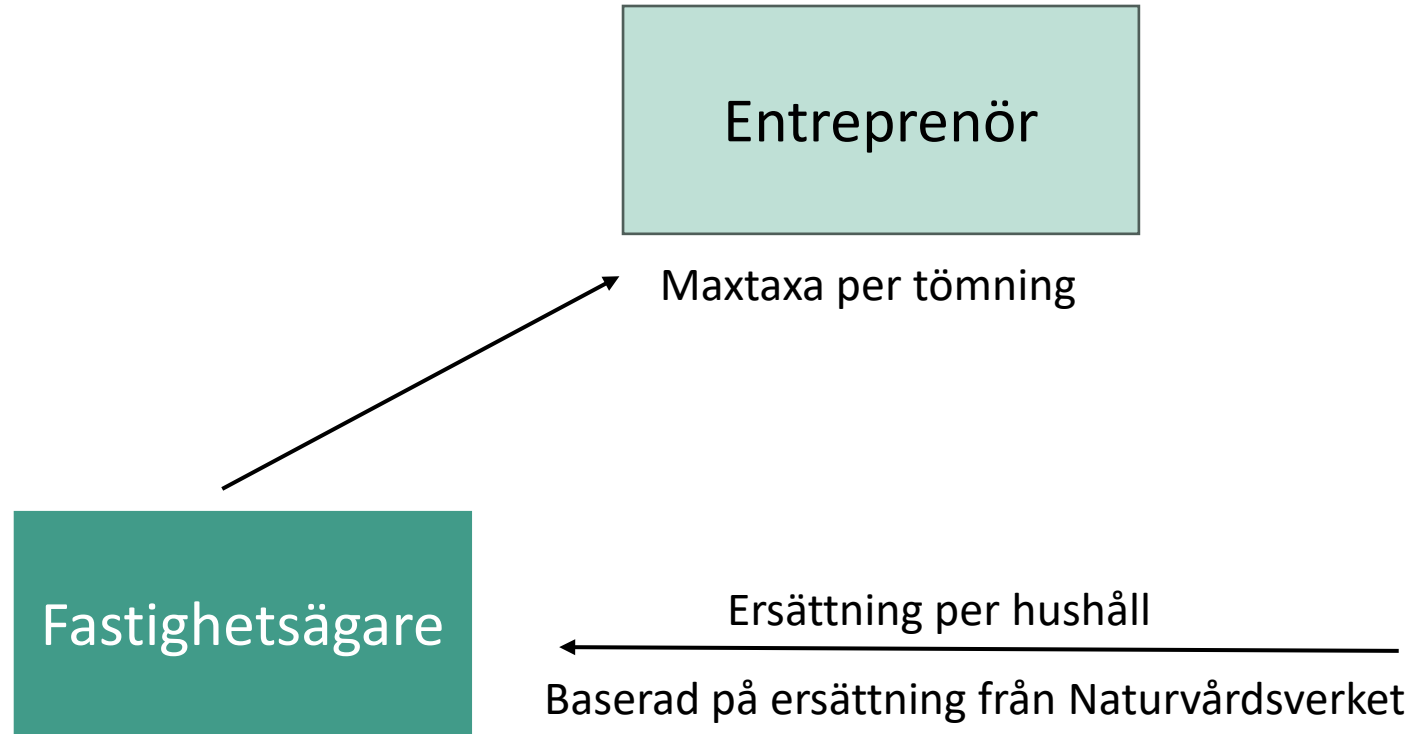 Entreprenör
Maxtaxa per tömning
Fastighetsägare
Ersättning per hushåll
Baserad på ersättning från Naturvårdsverket